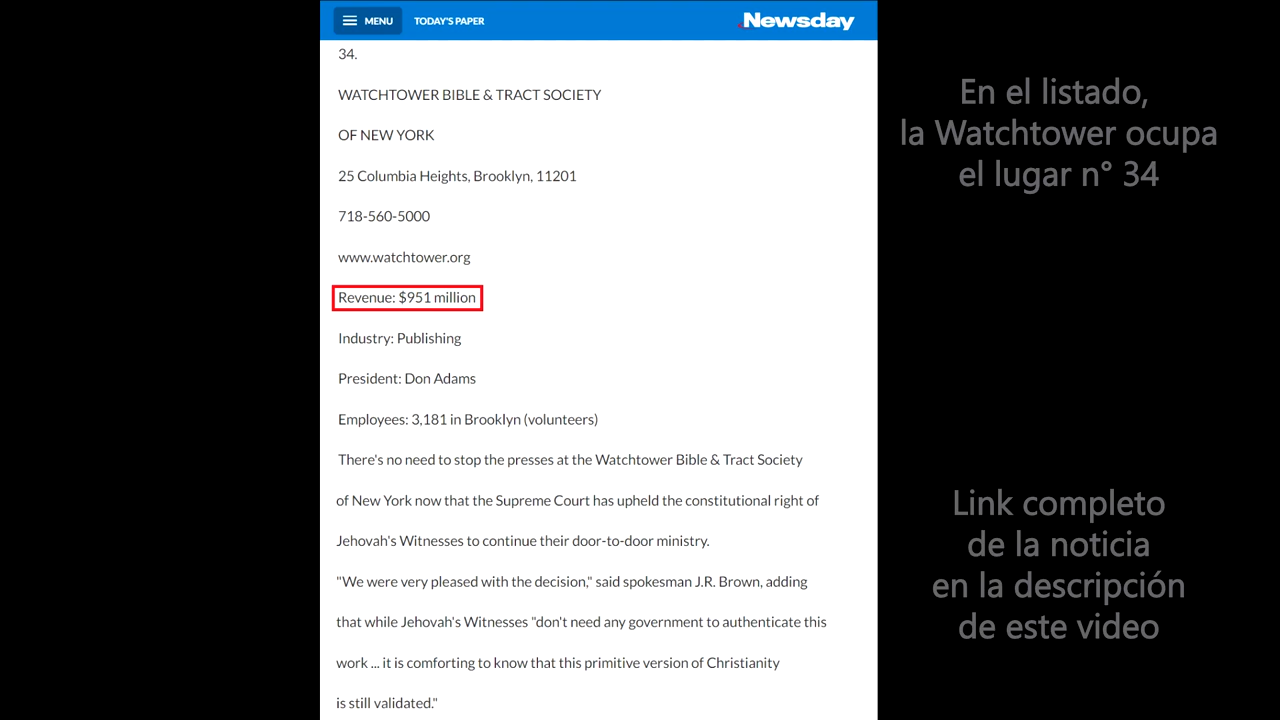 MENU
TODAY'S PAPER
Newsday
34.
WATCHTOWER BIBLE & TRACT SOCIETY
OF NEW YORK
25 Columbia Heights, Brooklyn, 11201
718-560-5000
www.watchtower.org
Revenue: $951 million
Industry: Publishing
President: Don Adams
Employees: 3,181 in Brooklyn (volunteers)
There's no need to stop the presses at the Watchtower Bible & Tract Society
of New York now that the Supreme Court has upheld the constitutional right of
Jehovah's Witnesses to continue their door-to-door ministry.
"We were very pleased with the decision," said spokesman J.R. Brown, adding
that while Jehovah's Witnesses "don't need any government to authenticate this
work ... it is comforting to know that this primitive version of Christianity
is still validated."
En el listado,
la Watchtower ocupa
el lugar n° 34
Link completo
de la noticia
en la descripción
de este video